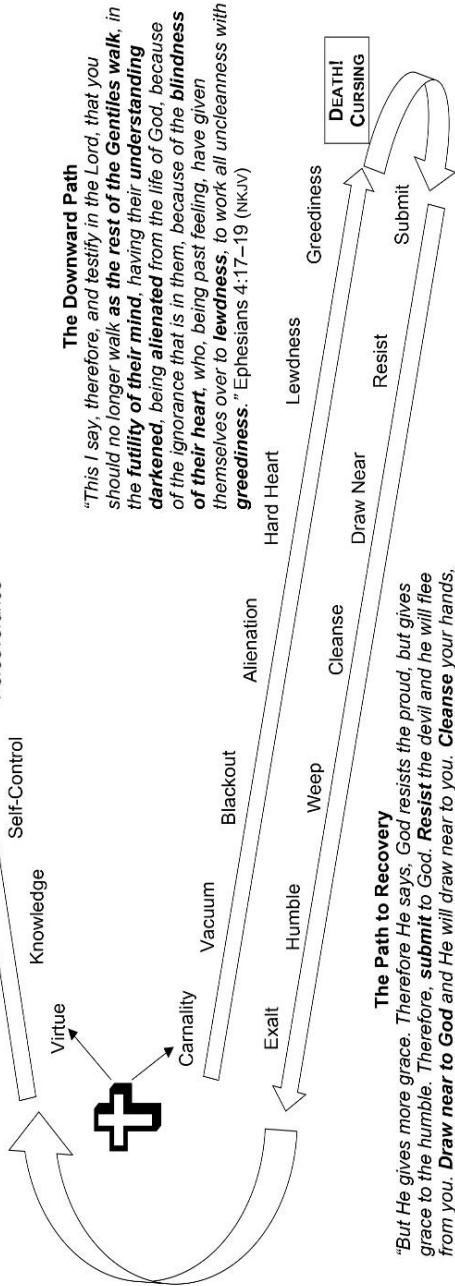 Self-Control
Knowledge
Virtue
Carnality
Vacuum
Blackout
Alienation
Hard Heart
Lewdness
Greediness
DEATH!
CURSING
The Downward Path
"This I say, therefore, and testify in the Lord, that you
should no longer walk as the rest of the Gentiles walk, in
the futility of their mind, having their understanding
darkened, being alienated from the life of God, because
of the ignorance that is in them, because of the blindness
of their heart, who, being past feeling, have given
themselves over to lewdness, to work all uncleanness with
greediness." Ephesians 4:17–19 (NKJV)
Submit
Resist
Draw Near
Cleanse
Weep
Humble
Exalt
The Path to Recovery
"But He gives more grace. Therefore He says, God resists the proud, but gives
grace to the humble. Therefore, submit to God. Resist the devil and he will flee
from you. Draw near to God and He will draw near to you. Cleanse your hands,